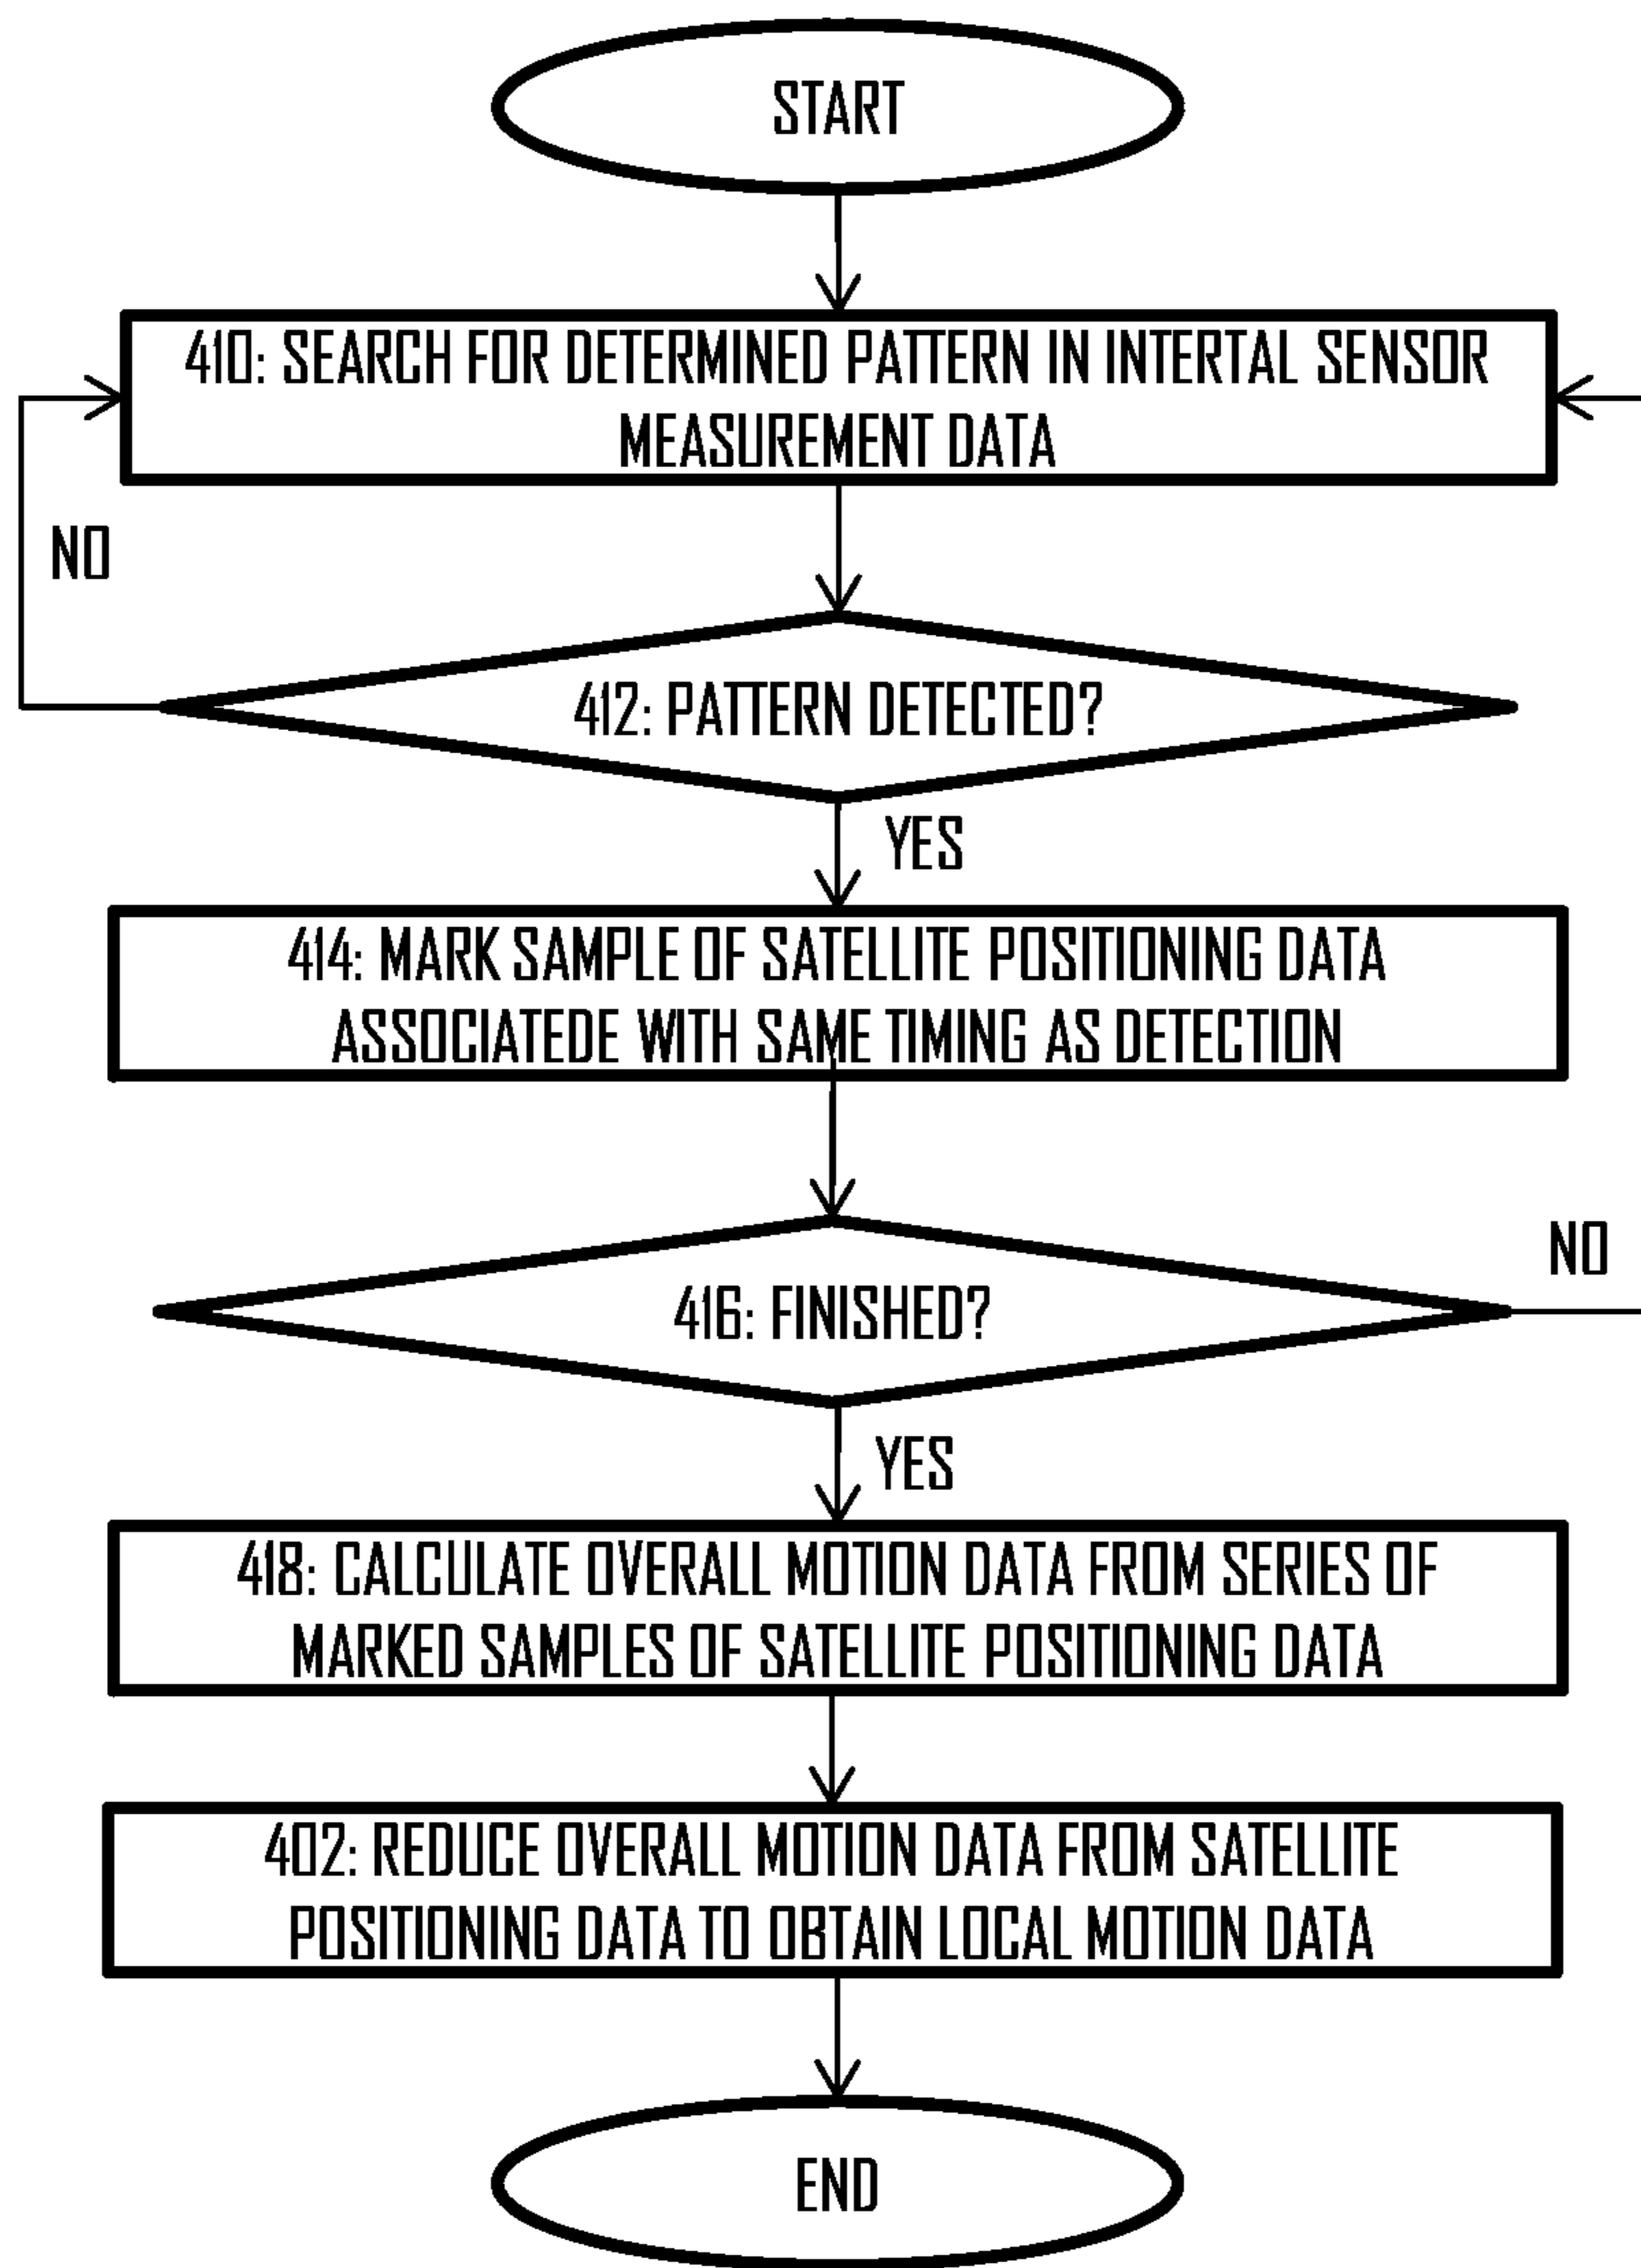 START
410: SEARCH FOR DETERMINED PATTERN IN INTERTAL SENSOR
MEASUREMENT DATA
NO
412: PATTERN DETECTED?
YES
414: MARK SAMPLE OF SATELLITE POSITIONING DATA
ASSOCIATEDE WITH SAME TIMING AS DETECTION
NO
416: FINISHED?
YES
418: CALCULATE OVERALL MOTION DATA FROM SERIES OF
MARKED SAMPLES OF SATELLITE POSITIONING DATA
402: REDUCE OVERALL MOTION DATA FROM SATELLITE
POSITIONING DATA TO OBTAIN LOCAL MOTION DATA
END